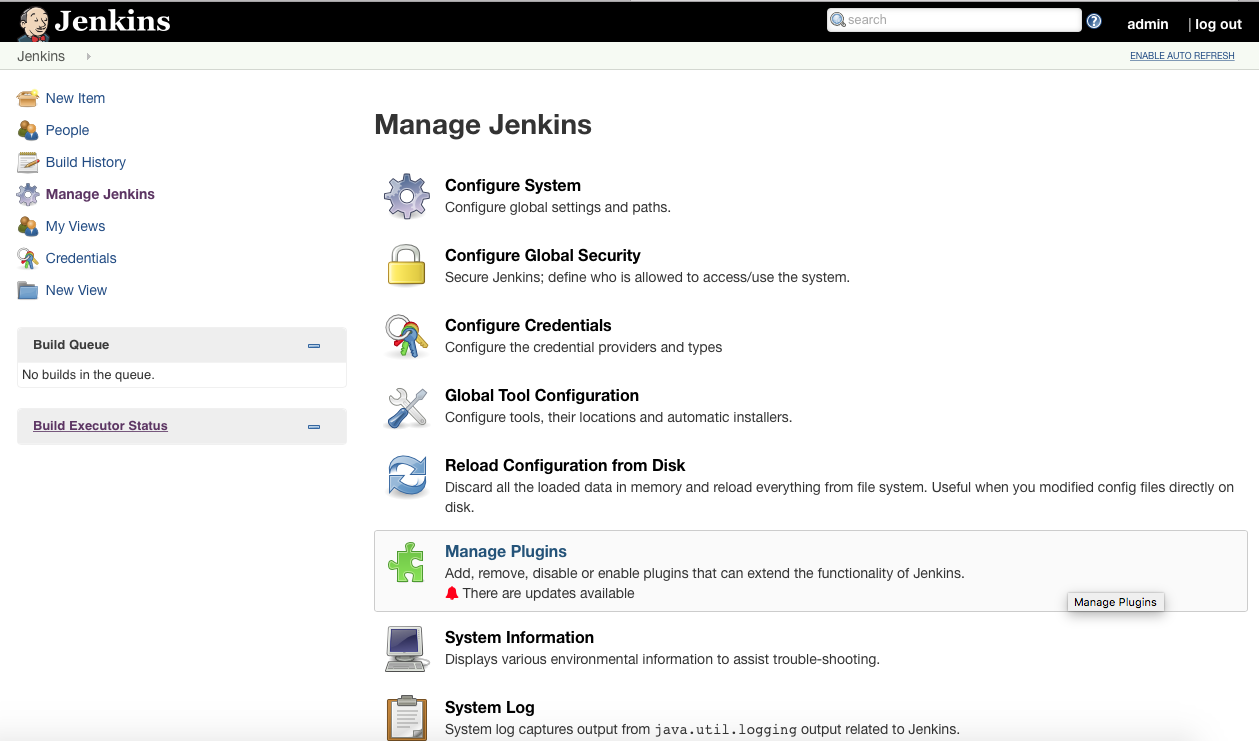 Jenkins
search
admin | log out
Jenkins
ENABLE AUTO REFRESH
New Item
People
Build History
Manage Jenkins
My Views
Credentials
New View
Build Queue
No builds in the queue.
Build Executor Status
Manage Jenkins
Configure System
Configure global settings and paths.
Configure Global Security
Secure Jenkins; define who is allowed to access/use the system.
Configure Credentials
Configure the credential providers and types
Global Tool Configuration
Configure tools, their locations and automatic installers.
Reload Configuration from Disk
Discard all the loaded data in memory and reload everything from file system. Useful when you modified config files directly on
disk.
Manage Plugins
Add, remove, disable or enable plugins that can extend the functionality of Jenkins.
There are updates available
Manage Plugins
System Information
Displays various environmental information to assist trouble-shooting.
System Log
System log captures output from java.util.logging output related to Jenkins.